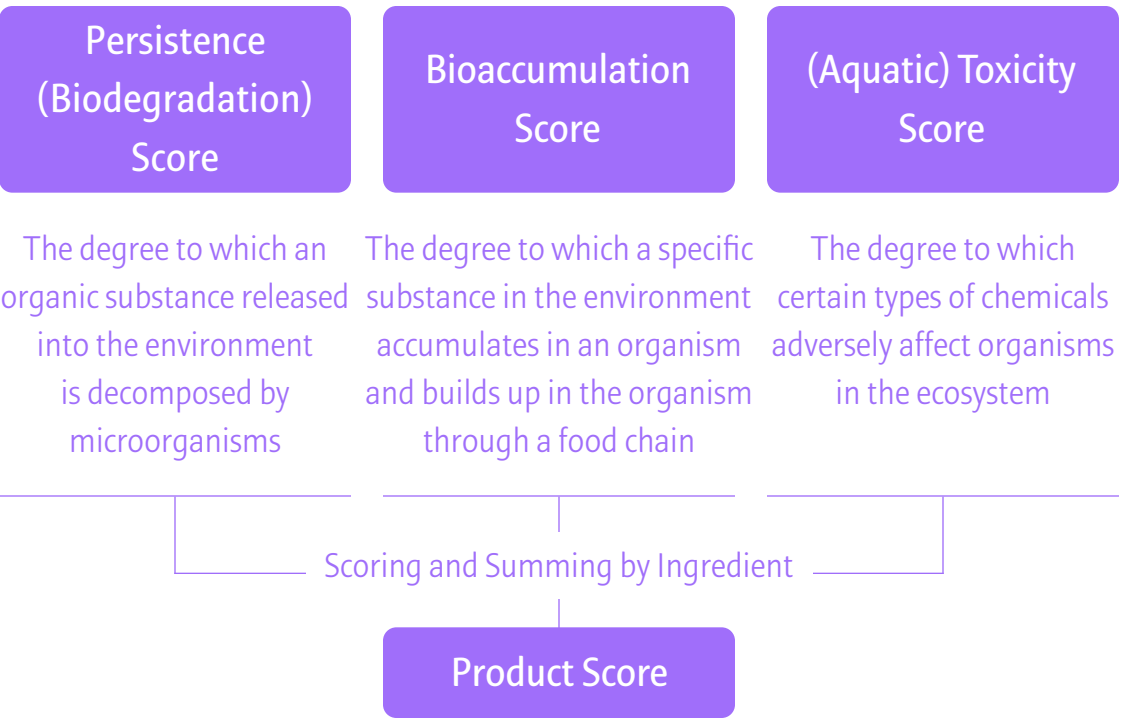 Persistence
(Biodegradation)
Score
The degree to which an
organic substance released
into the environment
is decomposed by
microorganisms
Bioaccumulation
Score
The degree to which a specific
substance in the environment
accumulates in an organism
and builds up in the organism
through a food chain
(Aquatic) Toxicity
Score
The degree to which
certain types of chemicals
adversely affect organisms
in the ecosystem
Scoring and Summing by Ingredient
Product Score